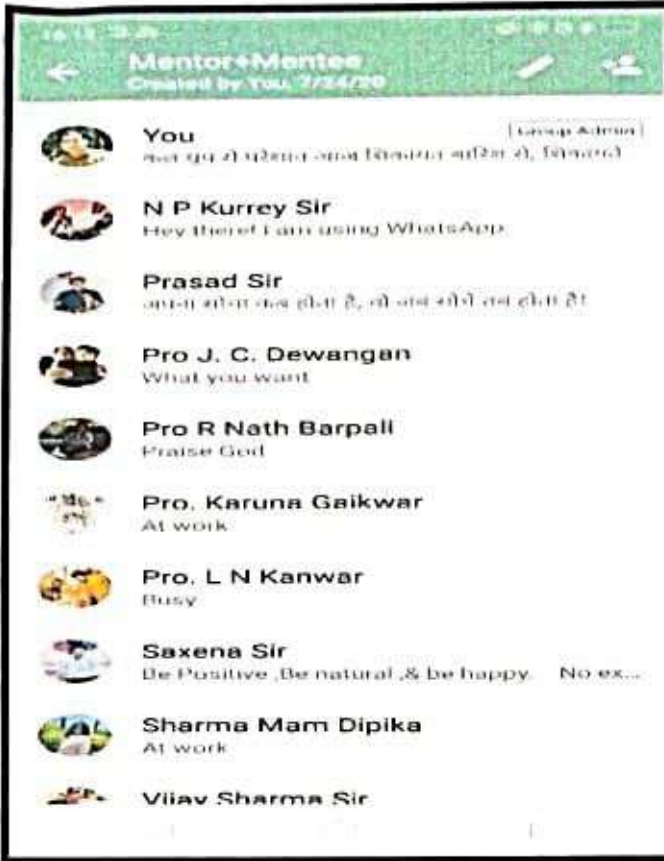 Mentor+Mentee
Created by You, 7/24/20
You
Group Admin
N P Kurrey Sir
Hey there! I am using WhatsApp.
Prasad Sir
Pro J. C. Dewangan
What you want
Pro R Nath Barpali
Praise God
Pro. Karuna Gaikwar
At work
Pro. L N Kanwar
Busy
Saxena Sir
Be Positive ,Be natural ,& be happy. No ex...
Sharma Mam Dipika
At work
Vijay Sharma Sir